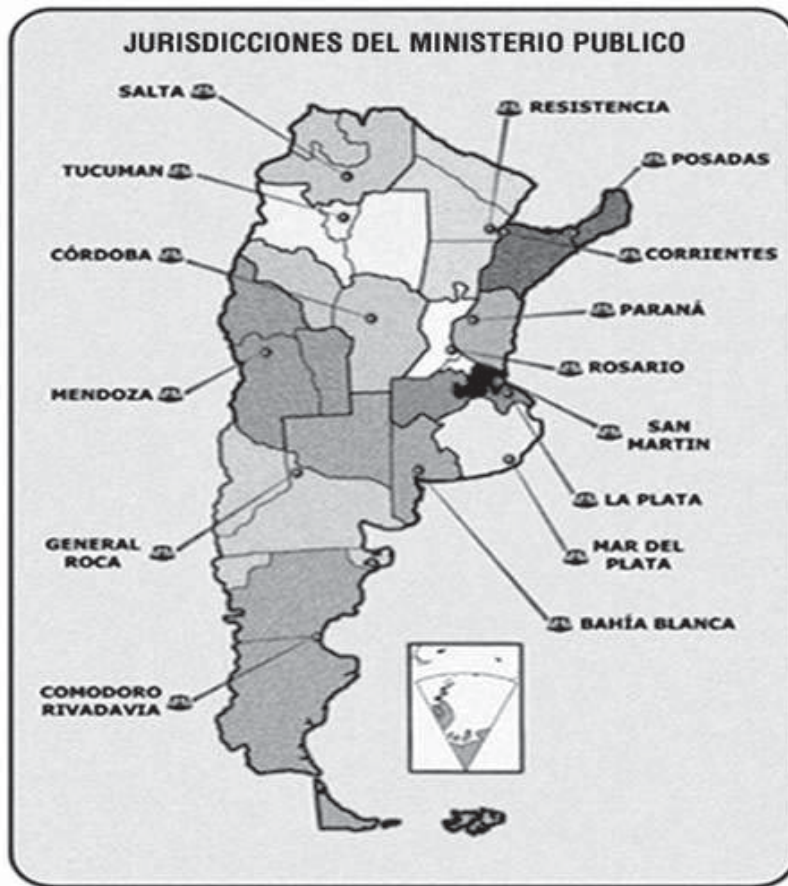 JURISDICCIONES DEL MINISTERIO PUBLICO
SALTA
RESISTENCIA
TUCUMAN
POSADAS
CÓRDOBA
CORRIENTES
PARANÁ
ROSARIO
MENDOZA
SAN
MARTIN
LA PLATA
GENERAL
ROCA
MAR DEL
PLATA
BAHÍA BLANCA
COMODORO
RIVADAVIA